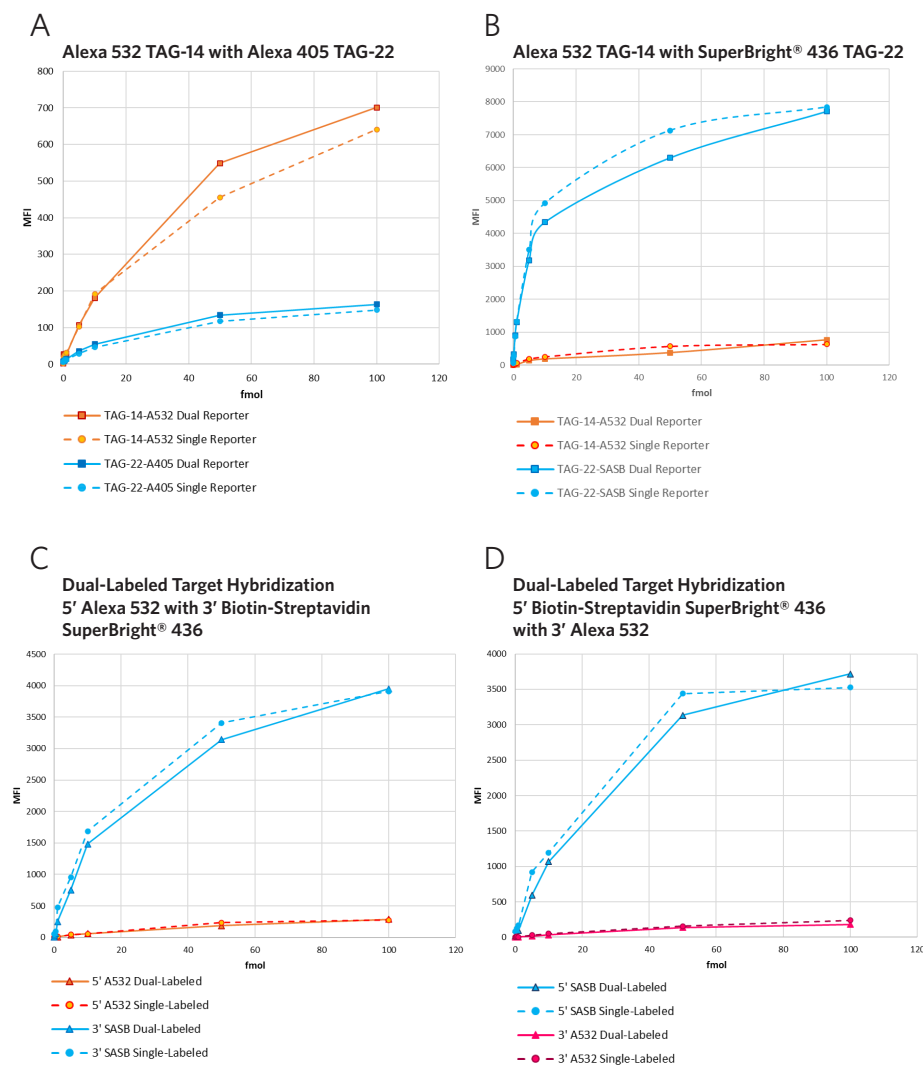 A
Alexa 532 TAG-14 with Alexa 405 TAG-22
800
700
600
500
400
300
200
100
0
MFI
0 20 40 60 80 100 120
fmol
TAG-14-A532 Dual Reporter
TAG-14-A532 Single Reporter
TAG-22-A405 Dual Reporter
TAG-22-A405 Single Reporter
B
Alexa 532 TAG-14 with SuperBright® 436 TAG-22
9000
8000
7000
6000
5000
4000
3000
2000
1000
0
MFI
0 20 40 60 80 100 120
fmol
TAG-14-A532 Dual Reporter
TAG-14-A532 Single Reporter
TAG-22-SASB Dual Reporter
TAG-22-SASB Single Reporter
C
Dual-Labeled Target Hybridization
5′ Alexa 532 with 3′ Biotin-Streptavidin
SuperBright® 436
4500
4000
3500
3000
2500
2000
1500
1000
500
0
MFI
0 20 40 60 80 100 120
fmol
5' A532 Dual-Labeled
5' A532 Single-Labeled
3' SASB Dual-Labeled
3' SASB Single-Labeled
D
Dual-Labeled Target Hybridization
5′ Biotin-Streptavidin SuperBright® 436
with 3′ Alexa 532
4000
3500
3000
2500
2000
1500
1000
500
0
MFI
0 20 40 60 80 100 120
fmol
5' SASB Dual-Labeled
5' SASB Single-Labeled
3' A532 Dual-Labeled
3' A532 Single-Labeled